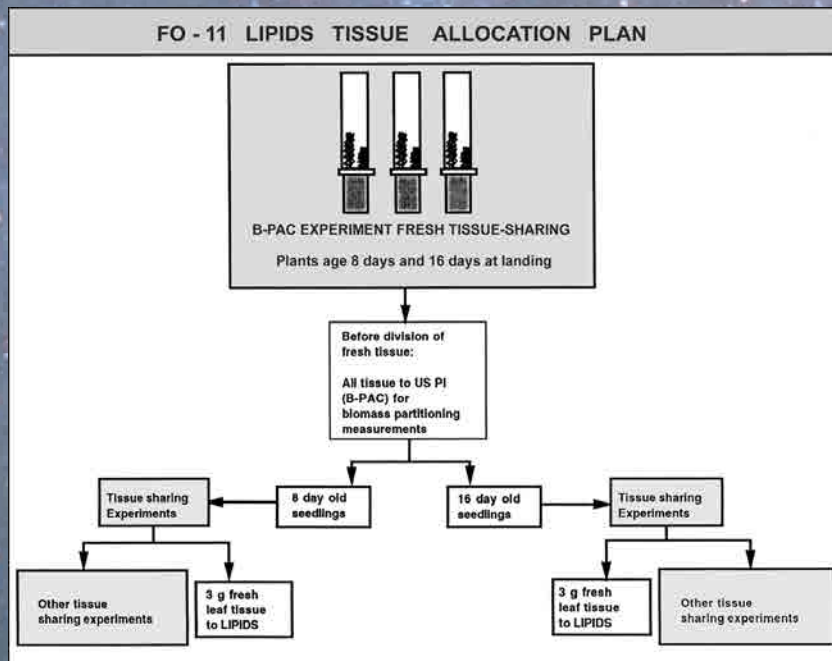 FO - 11 LIPIDS TISSUE ALLOCATION PLAN
B-PAC EXPERIMENT FRESH TISSUE-SHARING
Plants age 8 days and 16 days at landing
Before division of
fresh tissue:
All tissue to US PI
(B-PAC) for
biomass partitioning
measurements
Tissue sharing
Experiments
8 day old
seedlings
16 day old
seedlings
Tissue sharing
Experiments
Other tissue
sharing experiments
3 g fresh
leaf tissue
to LIPIDS
3 g fresh
leaf tissue
to LIPIDS
Other tissue
sharing experiments